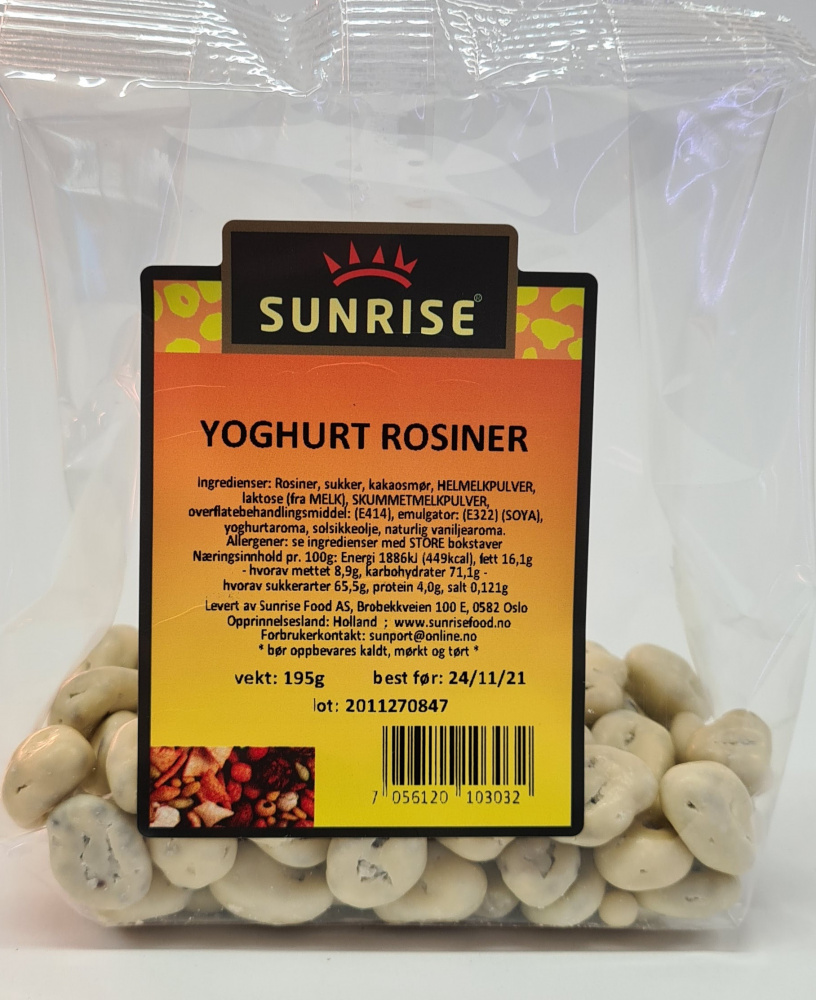 SUNRISE®
YOGHURT ROSINER
Ingredienser: Rosiner, sukker, kakaosmør, HELMELKPULVER,
laktose (fra MELK), SKUMMETMELKPULVER,
overflatebehandlingsmiddel: (E414), emulgator: (E322) (SOYA),
yoghurtaroma, solsikkeolje, naturlig vaniljearoma.
Allergener: se ingredienser med STORE bokstaver
Næringsinnhold pr. 100g: Energi 1886kJ (449kcal), fett 16,1g
- hvorav mettet 8,9g, karbohydrater 71,1g -
hvorav sukkerarter 65,5g, protein 4,0g, salt 0,121g
Levert av Sunrise Food AS, Brobekkveien 100 E, 0582 Oslo
Opprinnelsesland: Holland ; www.sunrisefood.no
Forbrukerkontakt: sunport@online.no
* bør oppbevares kaldt, mørkt og tørt *
vekt: 195g best før: 24/11/21
lot: 2011270847
7 056120 103032